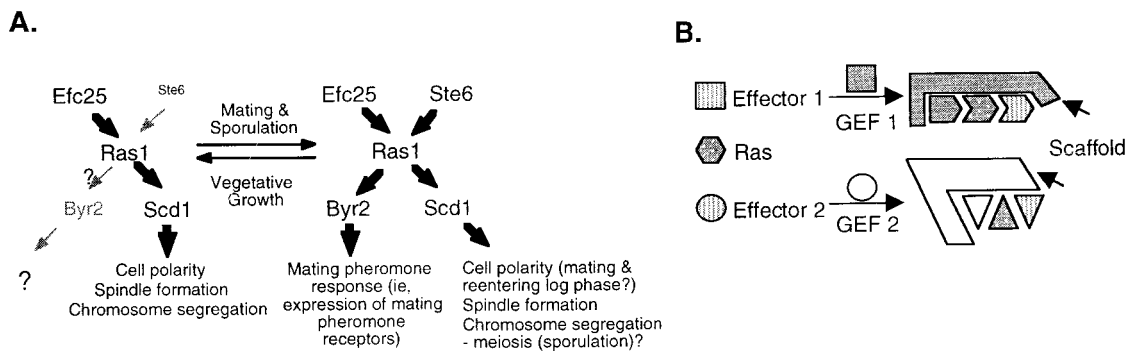 A.
Efc25
Ste6
Ras1
?
Byr2
Scd1
?
Cell polarity
Spindle formation
Chromosome segregation
Mating &
Sporulation
Vegetative
Growth
Efc25
Ste6
Ras1
Byr2
Scd1
Mating pheromone
response (ie,
expression of mating
pheromone
receptors)
Cell polarity (mating &
reentering log phase?)
Spindle formation
Chromosome segregation
- meiosis (sporulation)?
B.
Effector 1
GEF 1
Ras
Scaffold
Effector 2
GEF 2